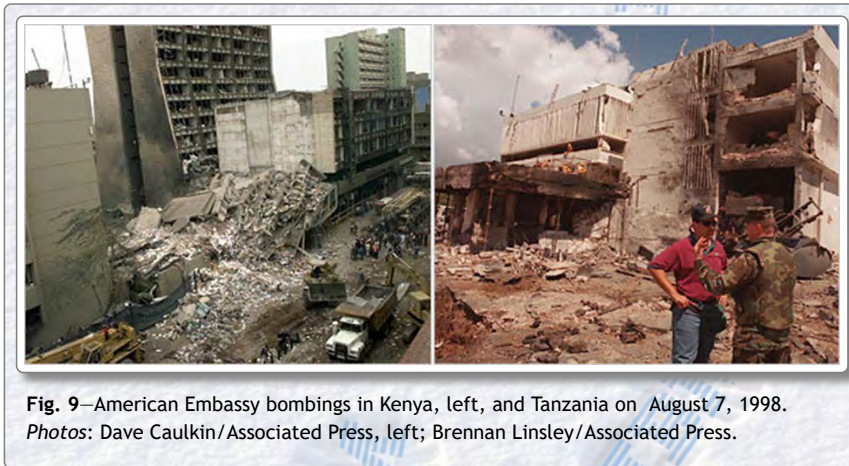 Fig. 9—American Embassy bombings in Kenya, left, and Tanzania on August 7, 1998.
Photos: Dave Caulkin/Associated Press, left; Brennan Linsley/Associated Press.